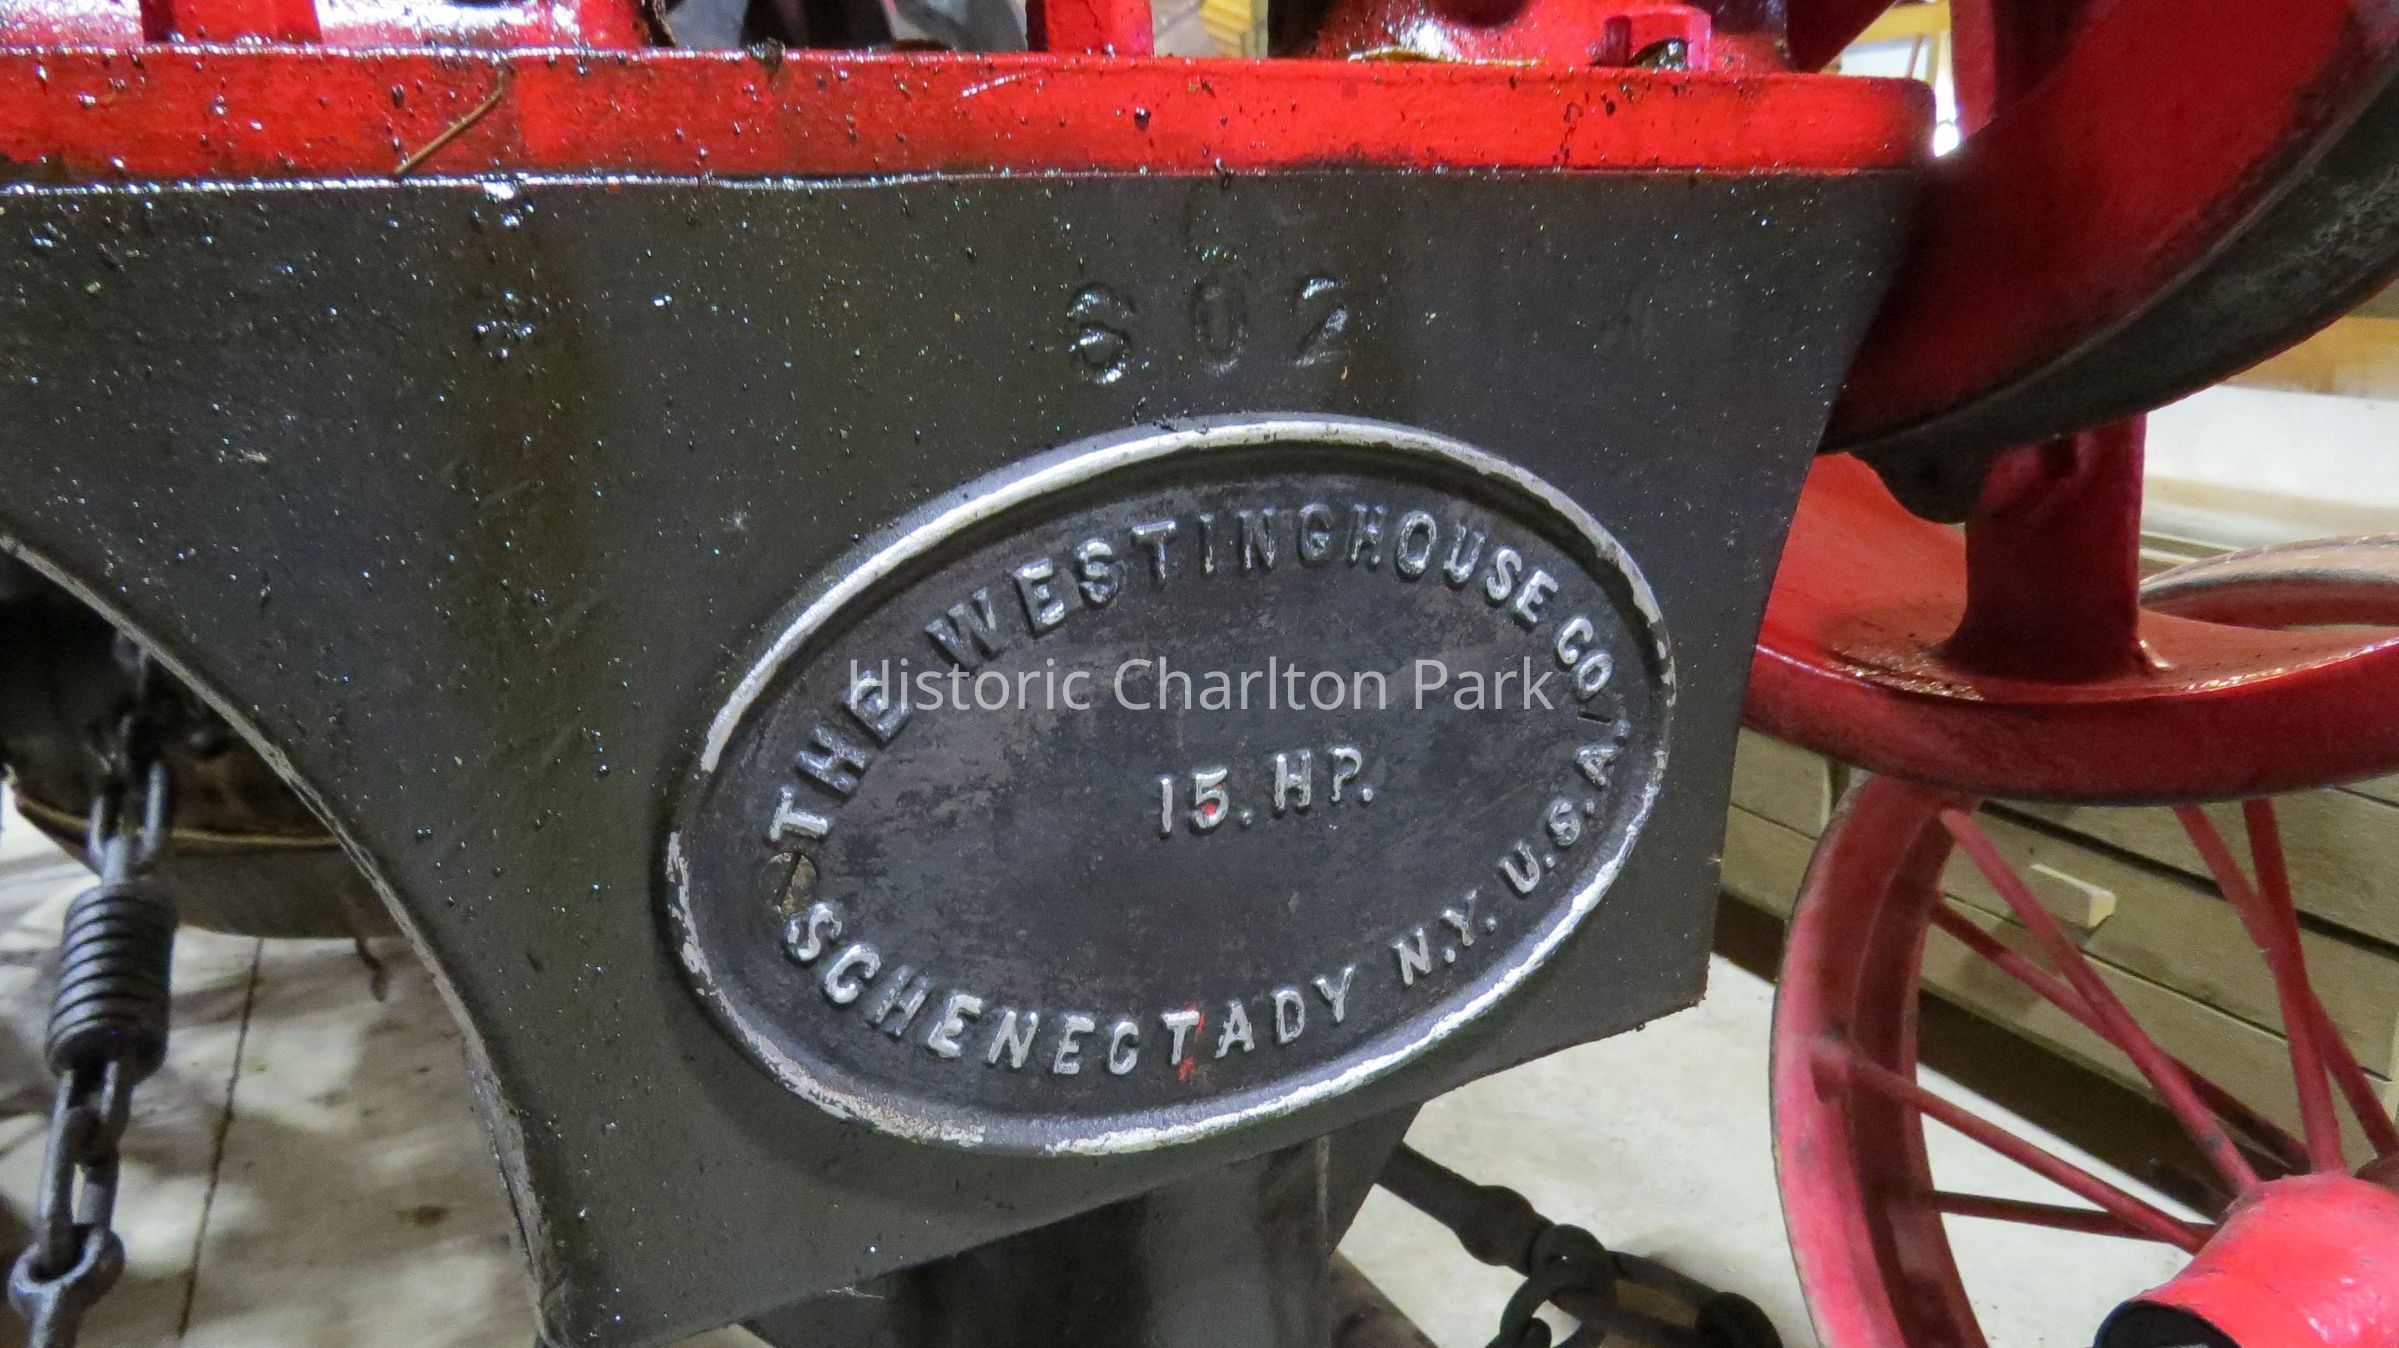 602
THE WESTINGHOUSE CO.
Historic Charlton Park
15. HP.
SCHENECTADY N.Y. U.S.A.